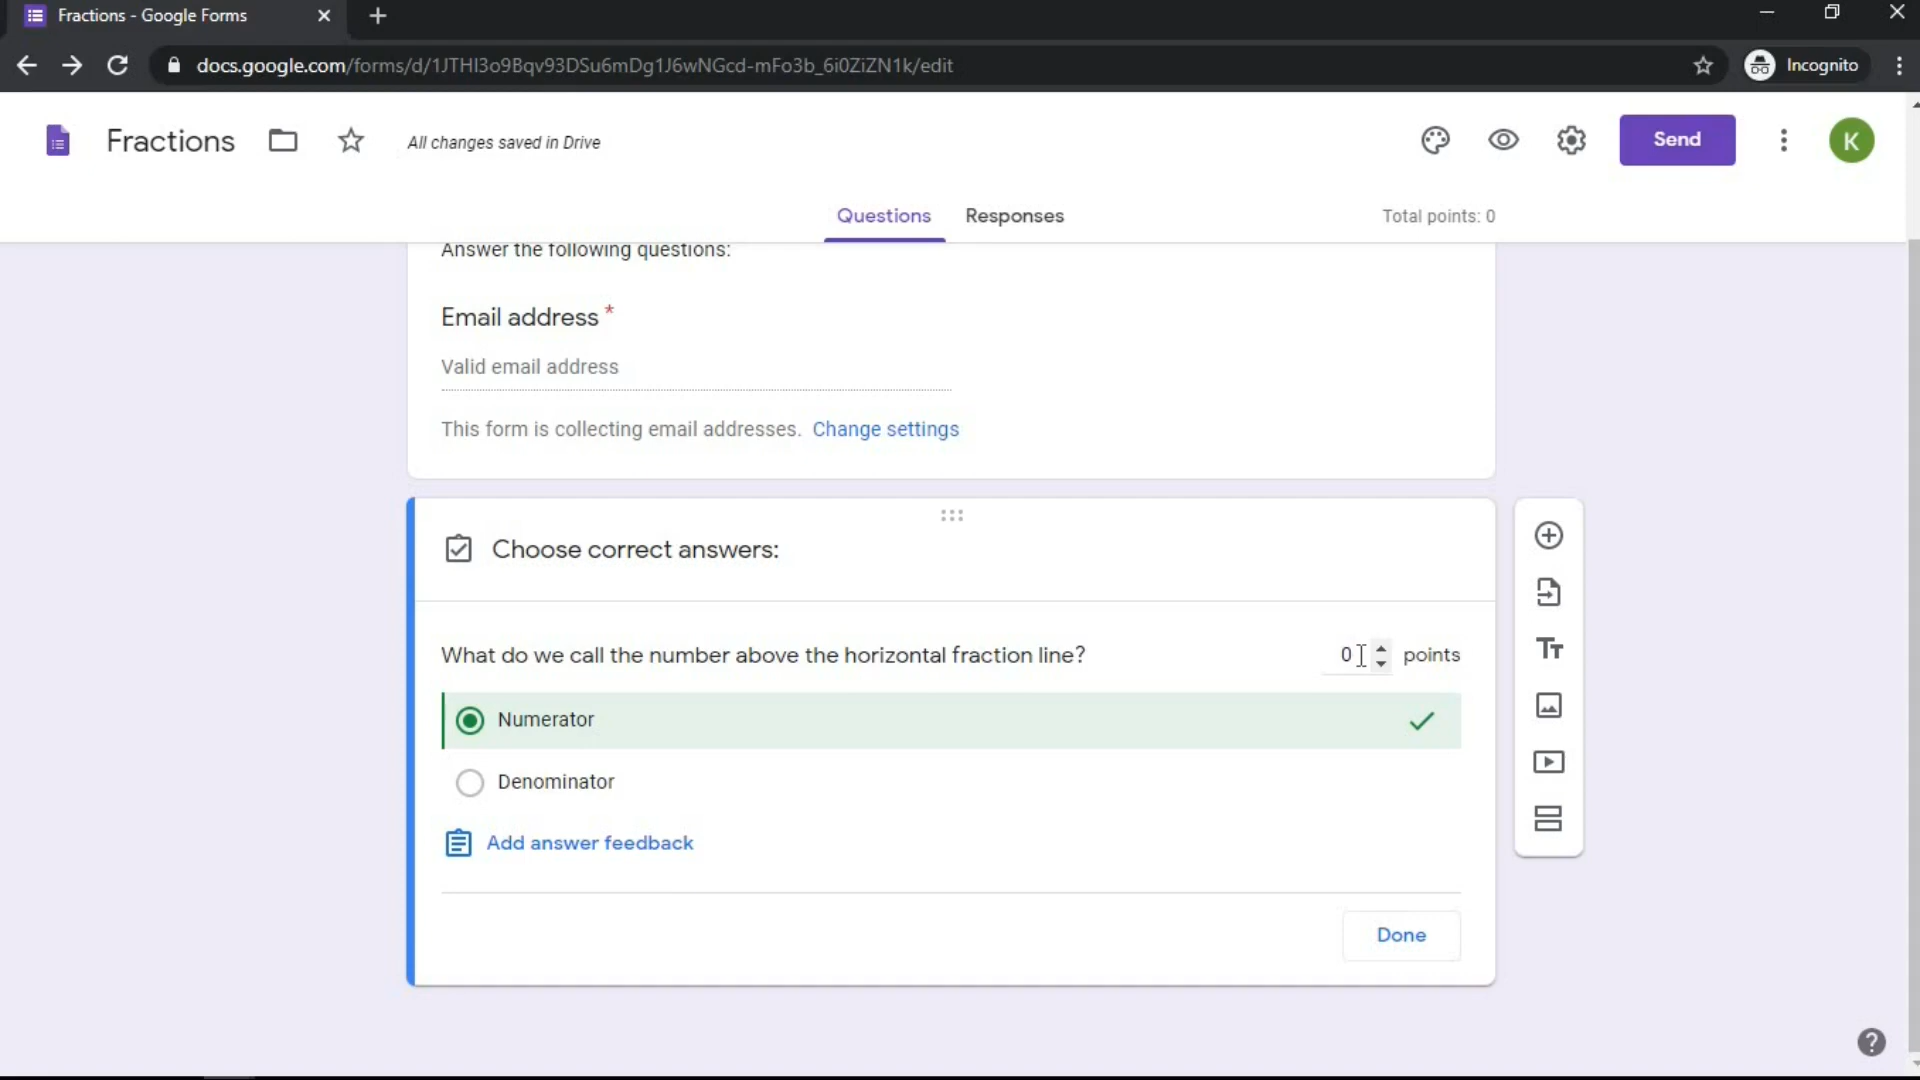 Fractions - Google Forms
docs.google.com/forms/d/1JTHI3o9Bqv93DSu6mDg1J6wNGcd-mFo3b_6i0ZiZN1k/edit
Incognito
Fractions
All changes saved in Drive
Send
K
Questions
Responses
Total points: 0
Answer the following questions:
Email address *
Valid email address
This form is collecting email addresses. Change settings
Choose correct answers:
What do we call the number above the horizontal fraction line?
0 points
Numerator
Denominator
Add answer feedback
Done